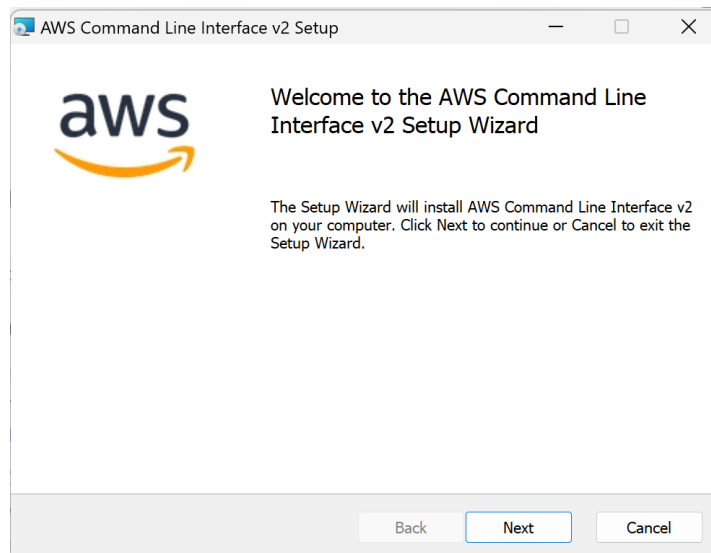 AWS Command Line Interface v2 Setup
aws
Welcome to the AWS Command Line
Interface v2 Setup Wizard
The Setup Wizard will install AWS Command Line Interface v2
on your computer. Click Next to continue or Cancel to exit the
Setup Wizard.
Back
Next
Cancel